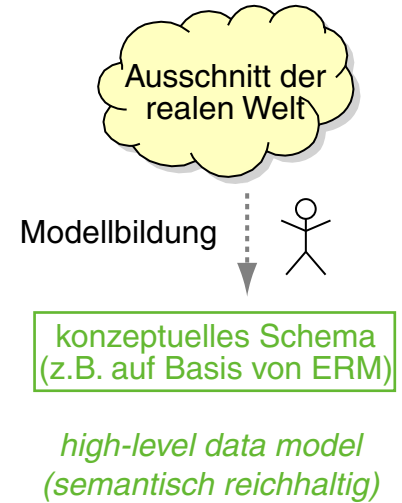 Ausschnitt der
realen Welt
Modellbildung
konzeptuelles Schema
(z.B. auf Basis von ERM)
high-level data model
(semantisch reichhaltig)